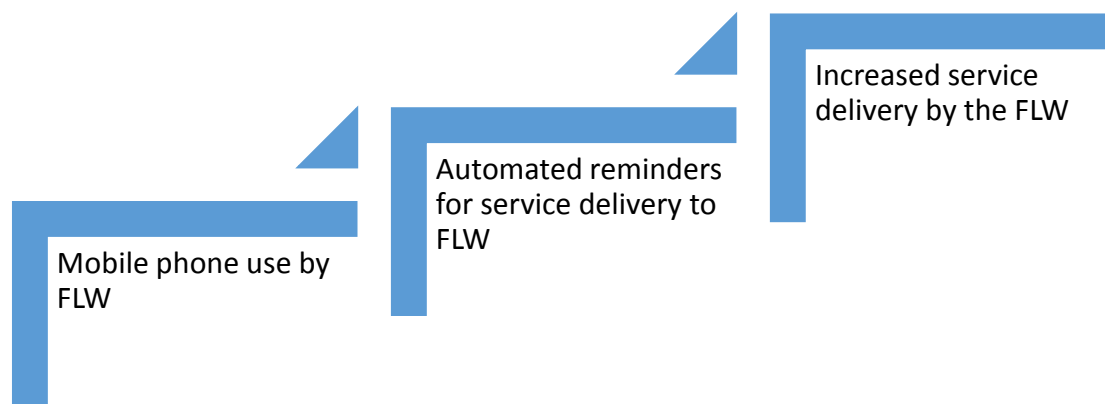 Mobile phone use by
FLW
Automated reminders
for service delivery to
FLW
Increased service
delivery by the FLW